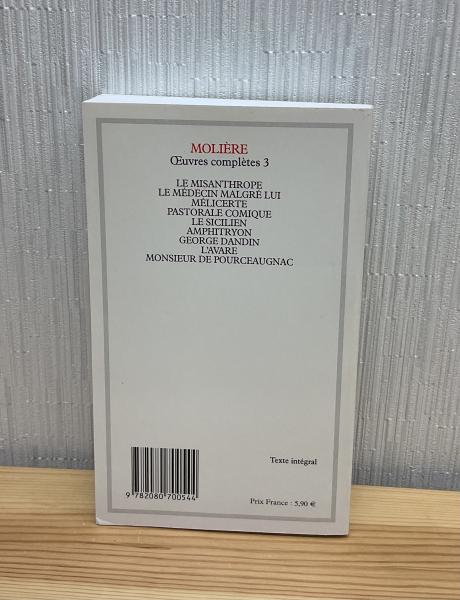 MOLIÈRE
Œuvres complètes 3
LE MISANTHROPE
LE MÉDECIN MALGRÉ LUI
MÉLICERTE
PASTORALE COMIQUE
LE SICILIEN
AMPHITRYON
GEORGE DANDIN
L'AVARE
MONSIEUR DE POURCEAUGNAC
Texte intégral
9 782080 700544
Prix France : 5,90 €